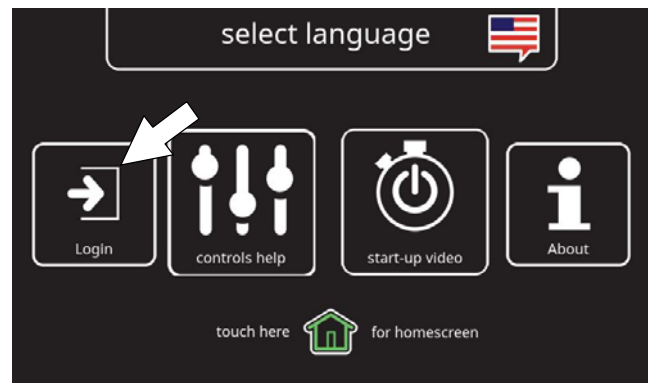 select language
Login
controls help
start-up video
About
touch here for homescreen